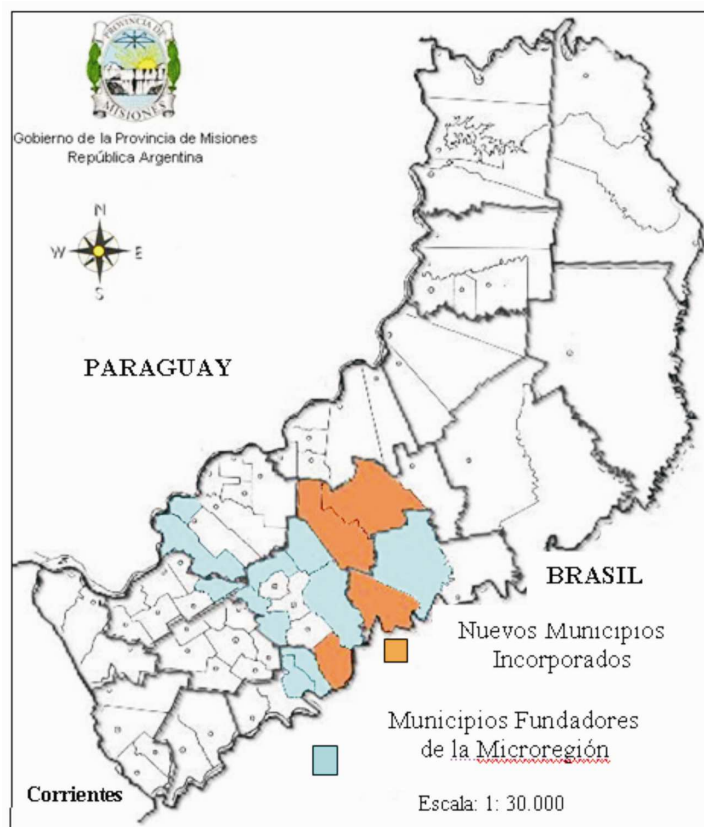 PROVINCIA DE
MISIONES
Gobierno de la Provincia de Misiones
República Argentina
N
W E
S
PARAGUAY
BRASIL
Nuevos Municipios
Incorporados
Municipios Fundadores
de la Microregión
Corrientes
Escala: 1: 30.000